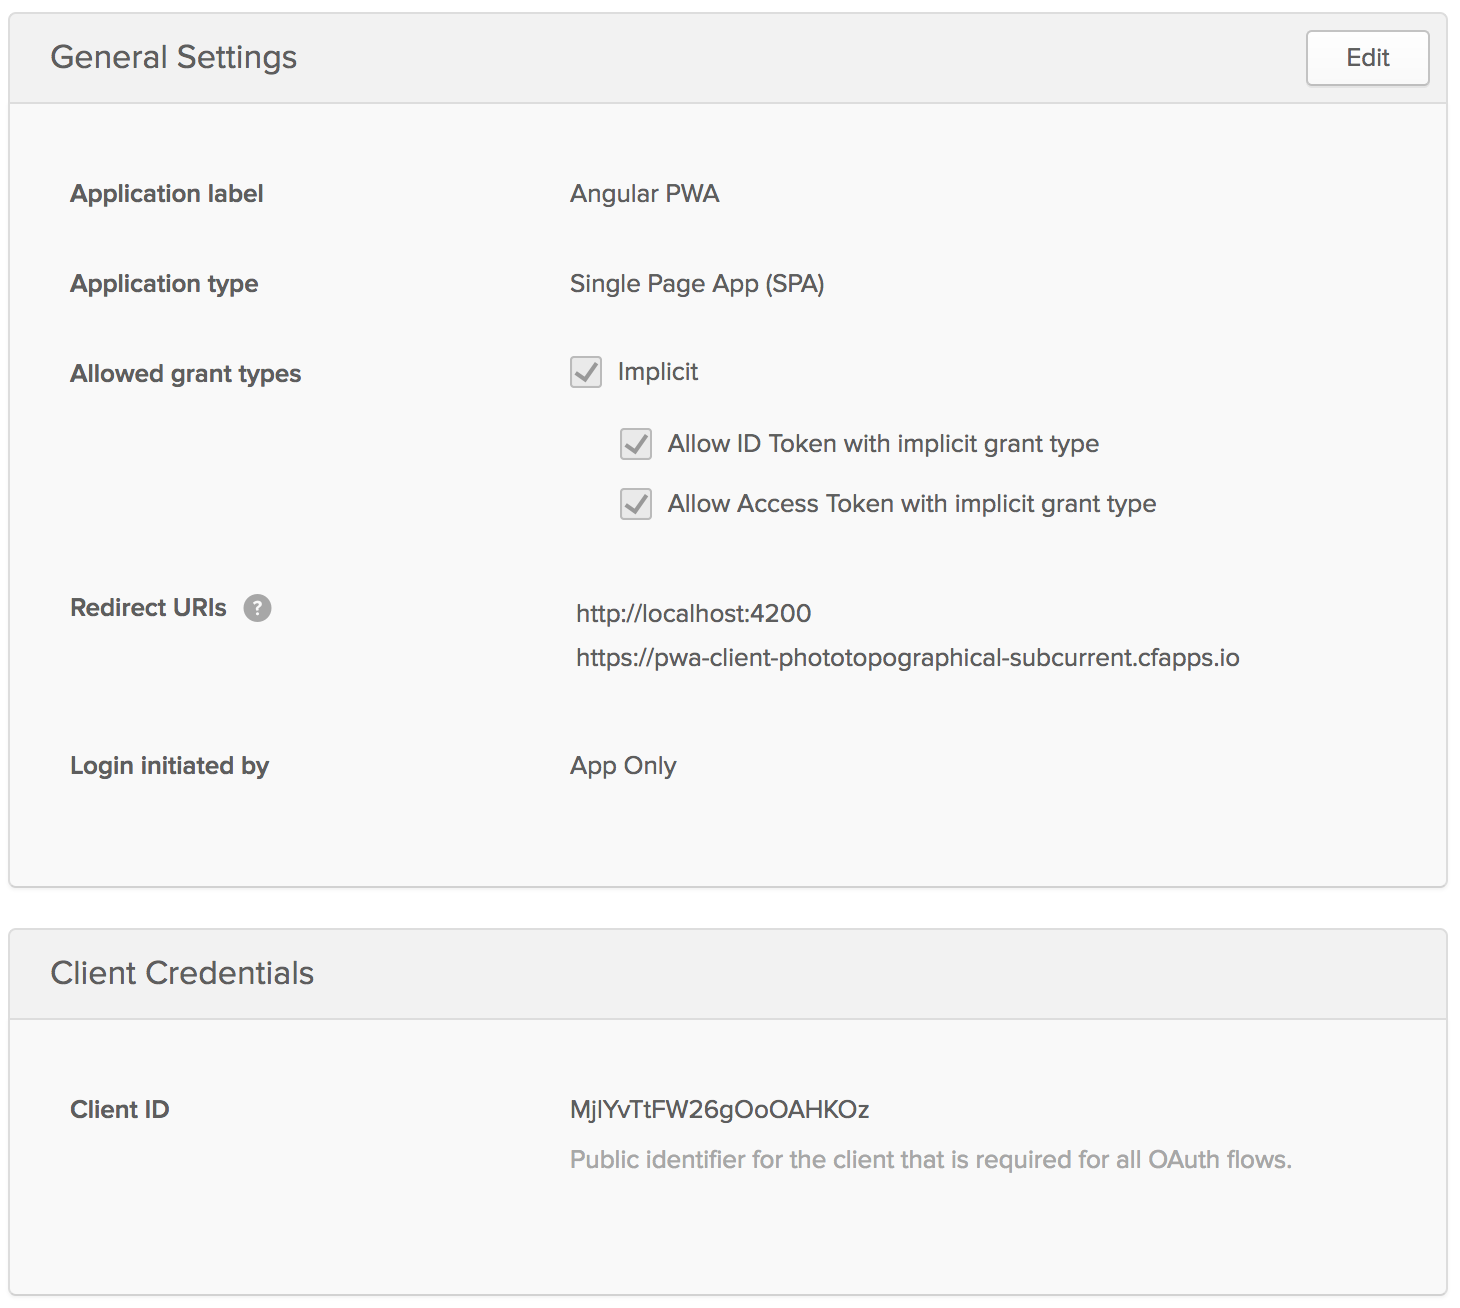 General Settings
Edit
Application label
Angular PWA
Application type
Single Page App (SPA)
Allowed grant types
Implicit
Allow ID Token with implicit grant type
Allow Access Token with implicit grant type
Redirect URIs ?
http://localhost:4200
https://pwa-client-phototopographical-subcurrent.cfapps.io
Login initiated by
App Only
Client Credentials
Client ID
MjlYvTtFW26gOoOAHKOz
Public identifier for the client that is required for all OAuth flows.